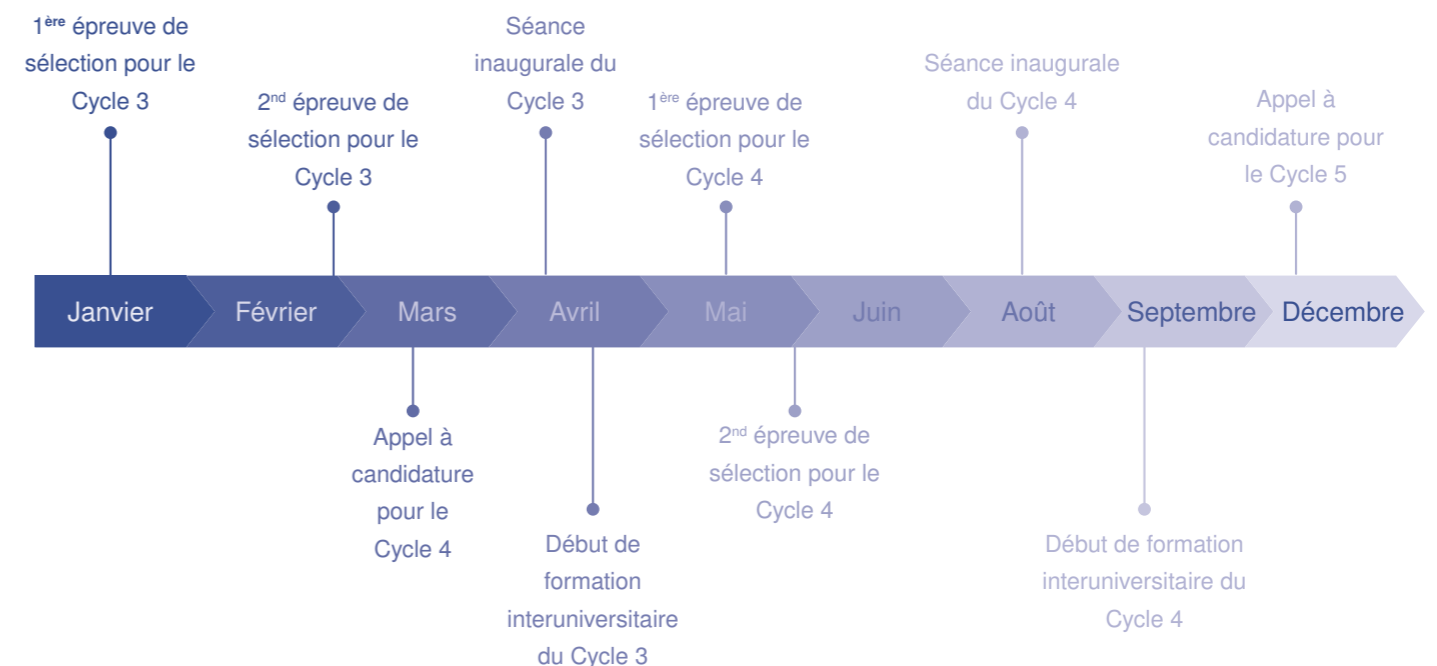 1ère épreuve de
sélection pour le
Cycle 3
2nd épreuve de
sélection pour le
Cycle 3
Séance
inaugurale du
Cycle 3
1ère épreuve de
sélection pour le
Cycle 4
Séance inaugurale
du Cycle 4
Appel à
candidature pour
le Cycle 5
Janvier
Février
Mars
Avril
Mai
Juin
Août
Septembre
Décembre
Appel à
candidature
pour le
Cycle 4
Début de
formation
interuniversitaire
du Cycle 3
2nd épreuve de
sélection pour le
Cycle 4
Début de formation
interuniversitaire du
Cycle 4